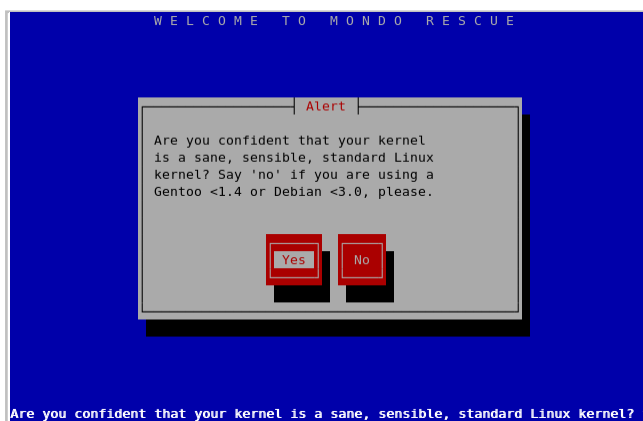 W E L C O M E   T O   M O N D O   R E S C U E
Alert
Are you confident that your kernel
is a sane, sensible, standard Linux
kernel? Say 'no' if you are using a
Gentoo <1.4 or Debian <3.0, please.
Yes No
Are you confident that your kernel is a sane, sensible, standard Linux kernel?